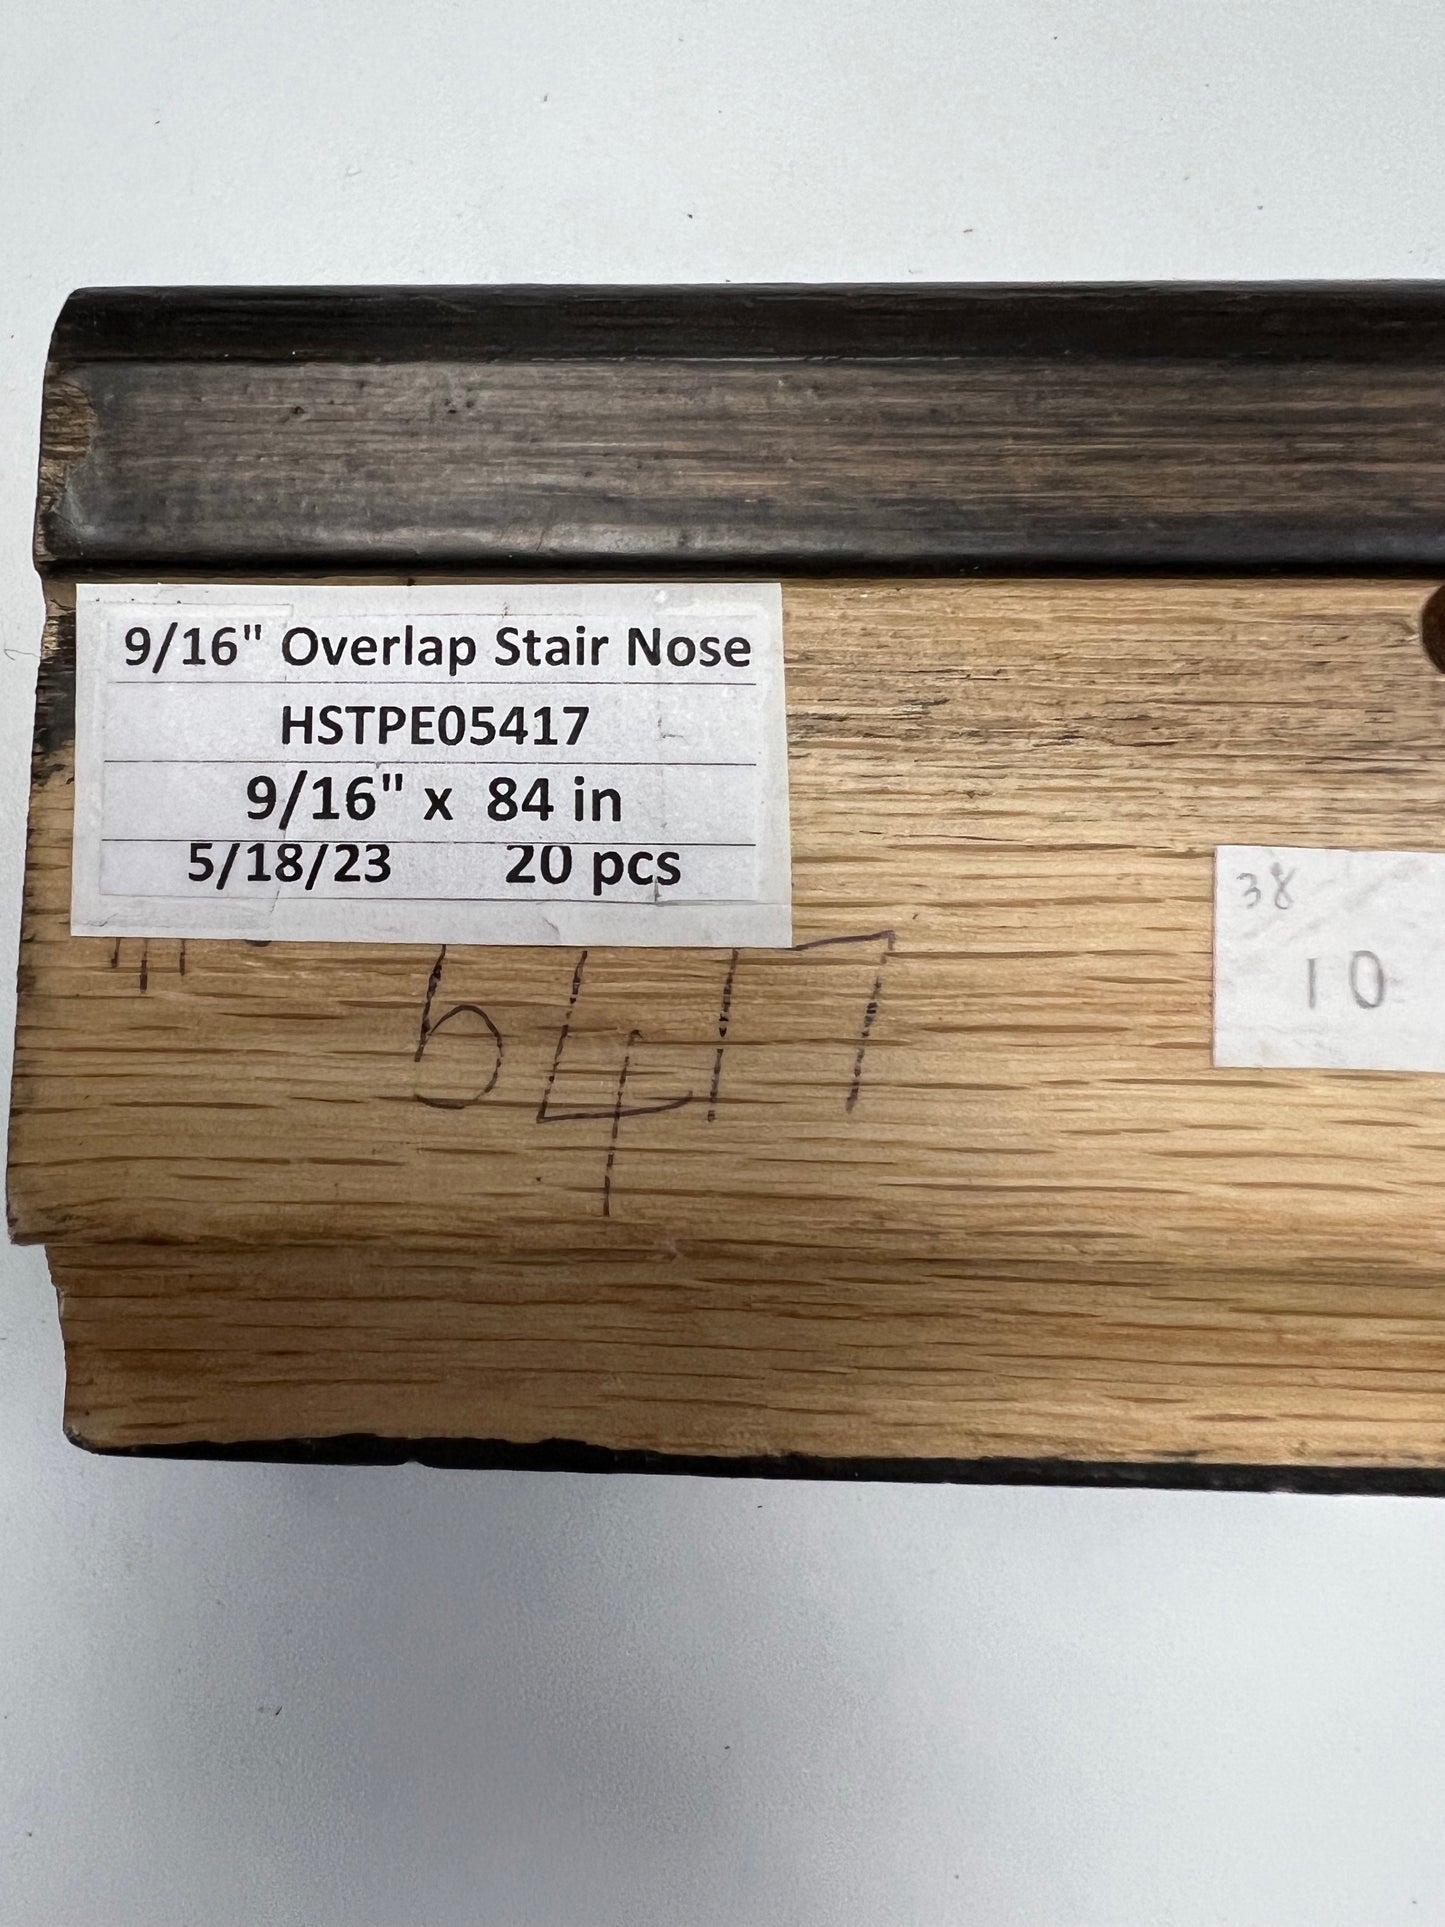 9/16" Overlap Stair Nose
HSTPE05417
9/16" x 84 in
5/18/23 20 pcs
38
10
5417